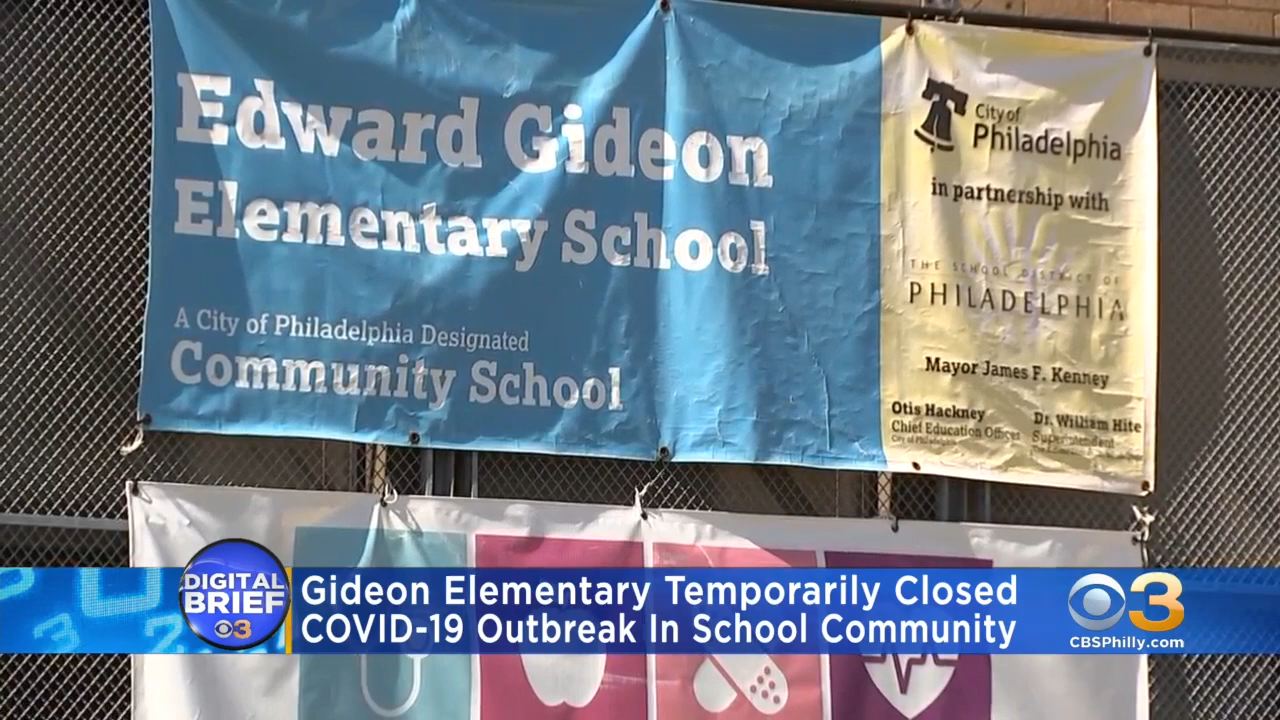 Edward Gideon
Elementary School
A City of Philadelphia Designated
Community School
City of
Philadelphia
in partnership with
THE SCHOOL DISTRICT OF
PHILADELPHIA
Mayor James F. Kenney
Otis Hackney
Chief Education Officer
City of Philadelphia
Dr. William Hite
Superintendent
DIGITAL
BRIEF
3
Gideon Elementary Temporarily Closed
COVID-19 Outbreak In School Community
3
CBSPhilly.com